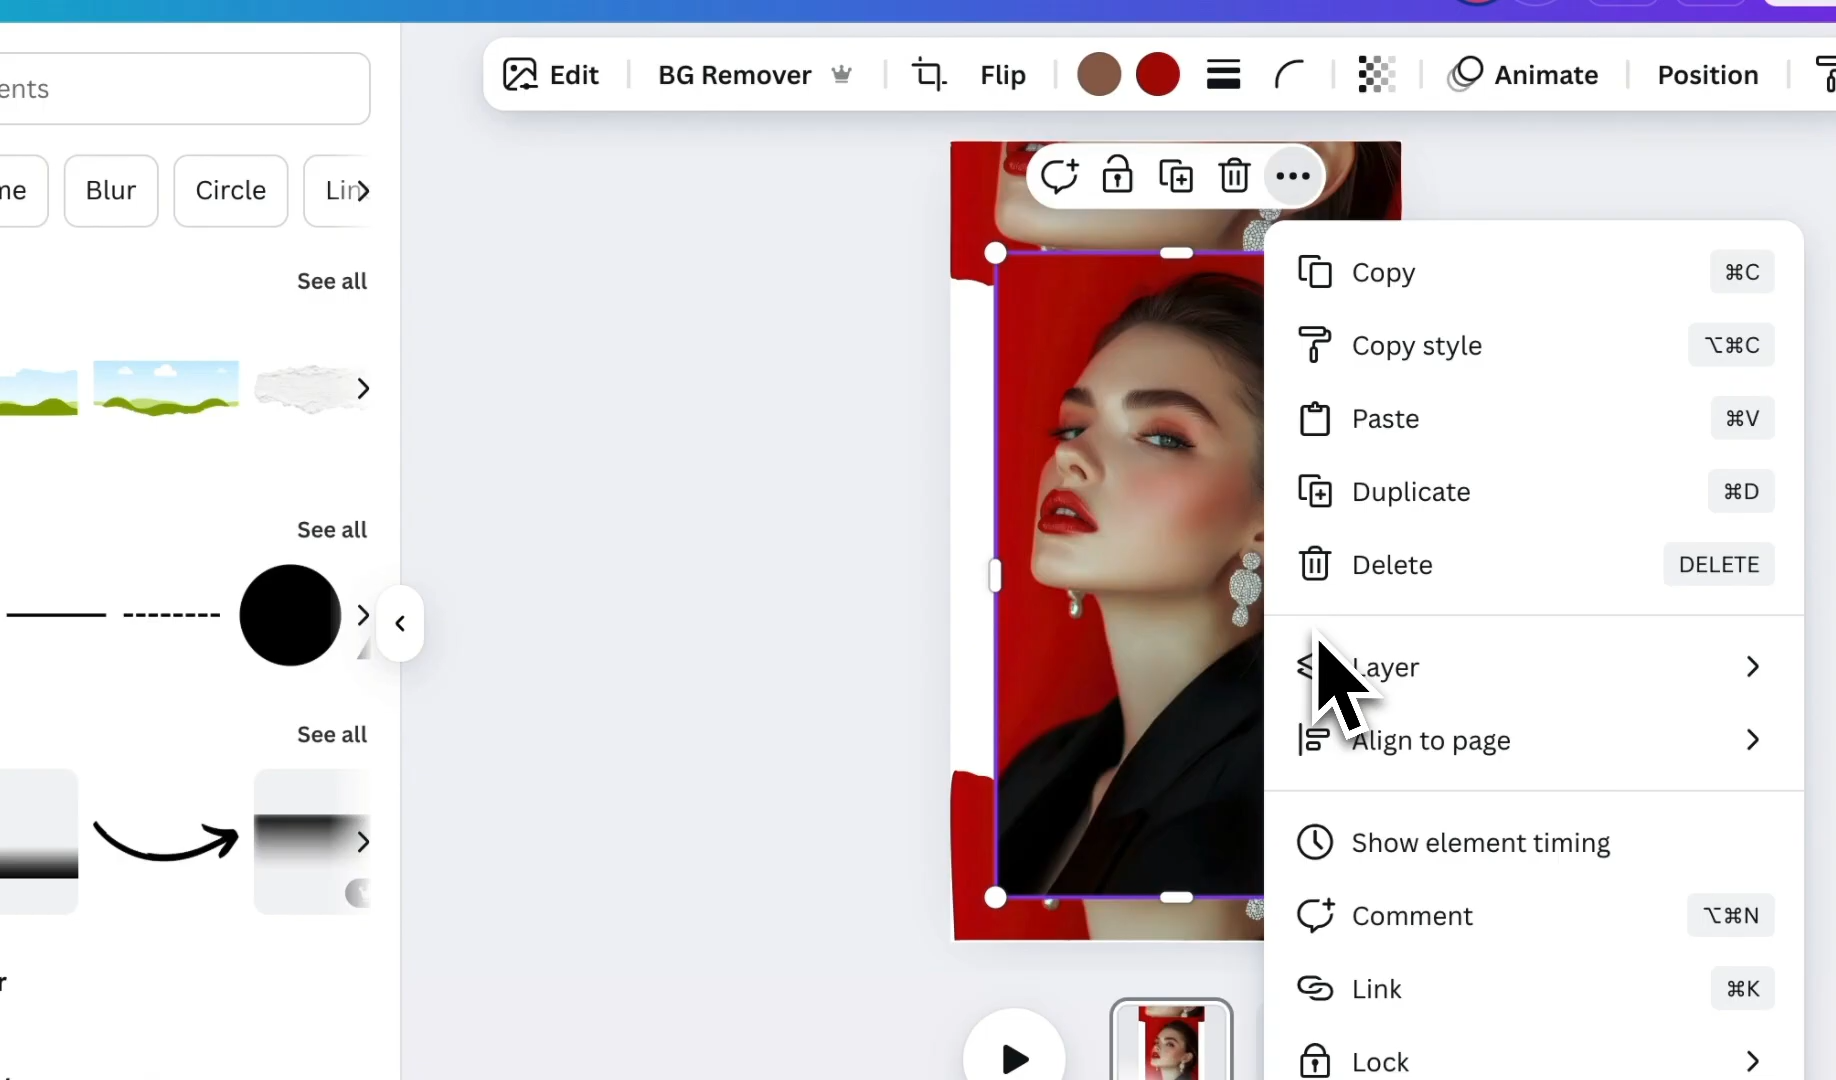 ents
Edit
BG Remover
Flip
Animate
Position
me
Blur
Circle
Lin
See all
See all
See all
r
Copy ⌘C
Copy style ⌥⌘C
Paste ⌘V
Duplicate ⌘D
Delete DELETE
Layer
Align to page
Show element timing
Comment ⌥⌘N
Link ⌘K
Lock